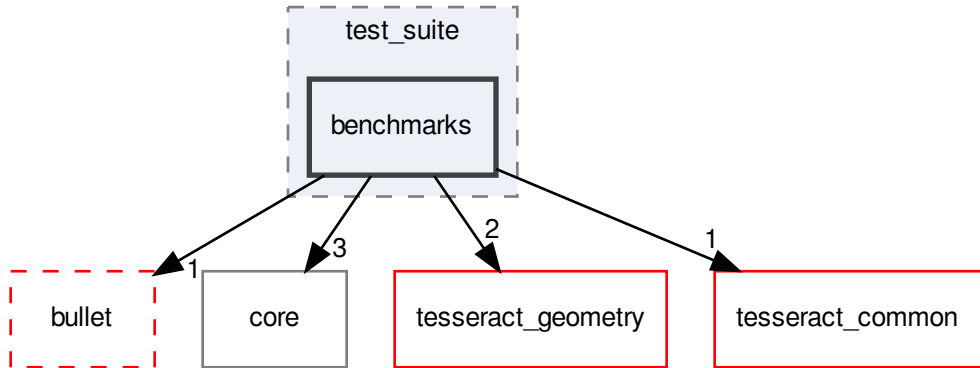 test_suite
benchmarks
1
3
2
1
bullet
core
tesseract_geometry
tesseract_common